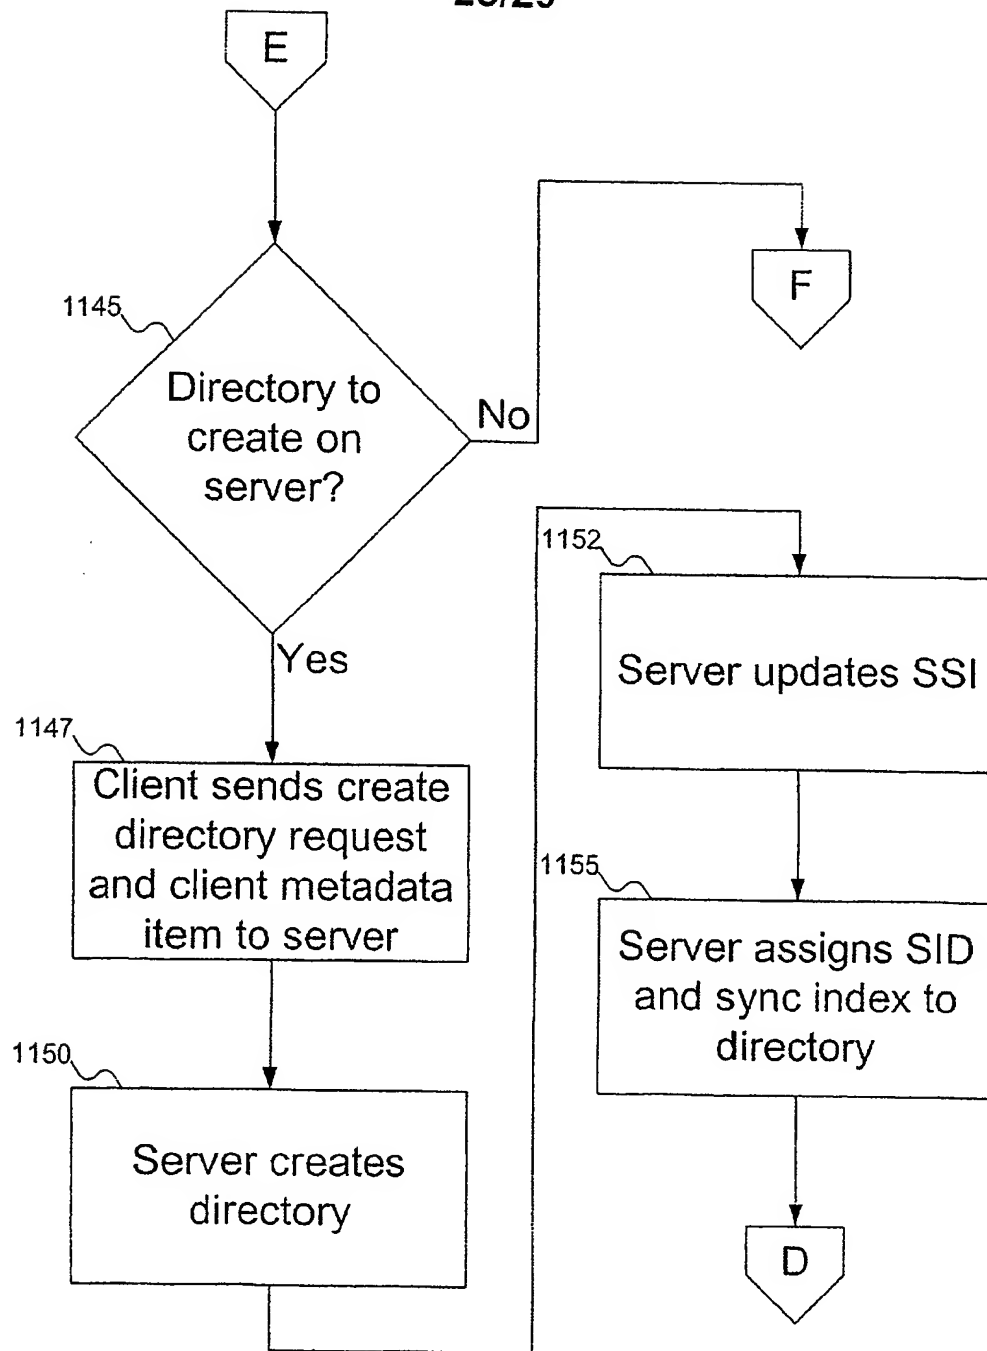 E
1145
Directory to
create on
server?
No
F
Yes
1147
Client sends create
directory request
and client metadata
item to server
1150
Server creates
directory
1152
Server updates SSI
1155
Server assigns SID
and sync index to
directory
D